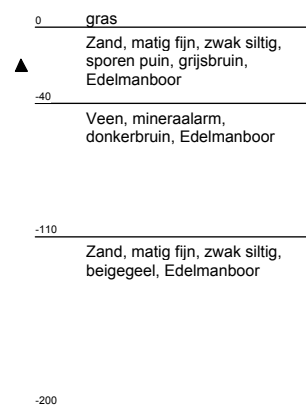 0 gras
Zand, matig fijn, zwak siltig,
sporen puin, grijsbruin,
Edelmanboor
-40
Veen, mineraalarm,
donkerbruin, Edelmanboor
-110
Zand, matig fijn, zwak siltig,
beigegeel, Edelmanboor
-200